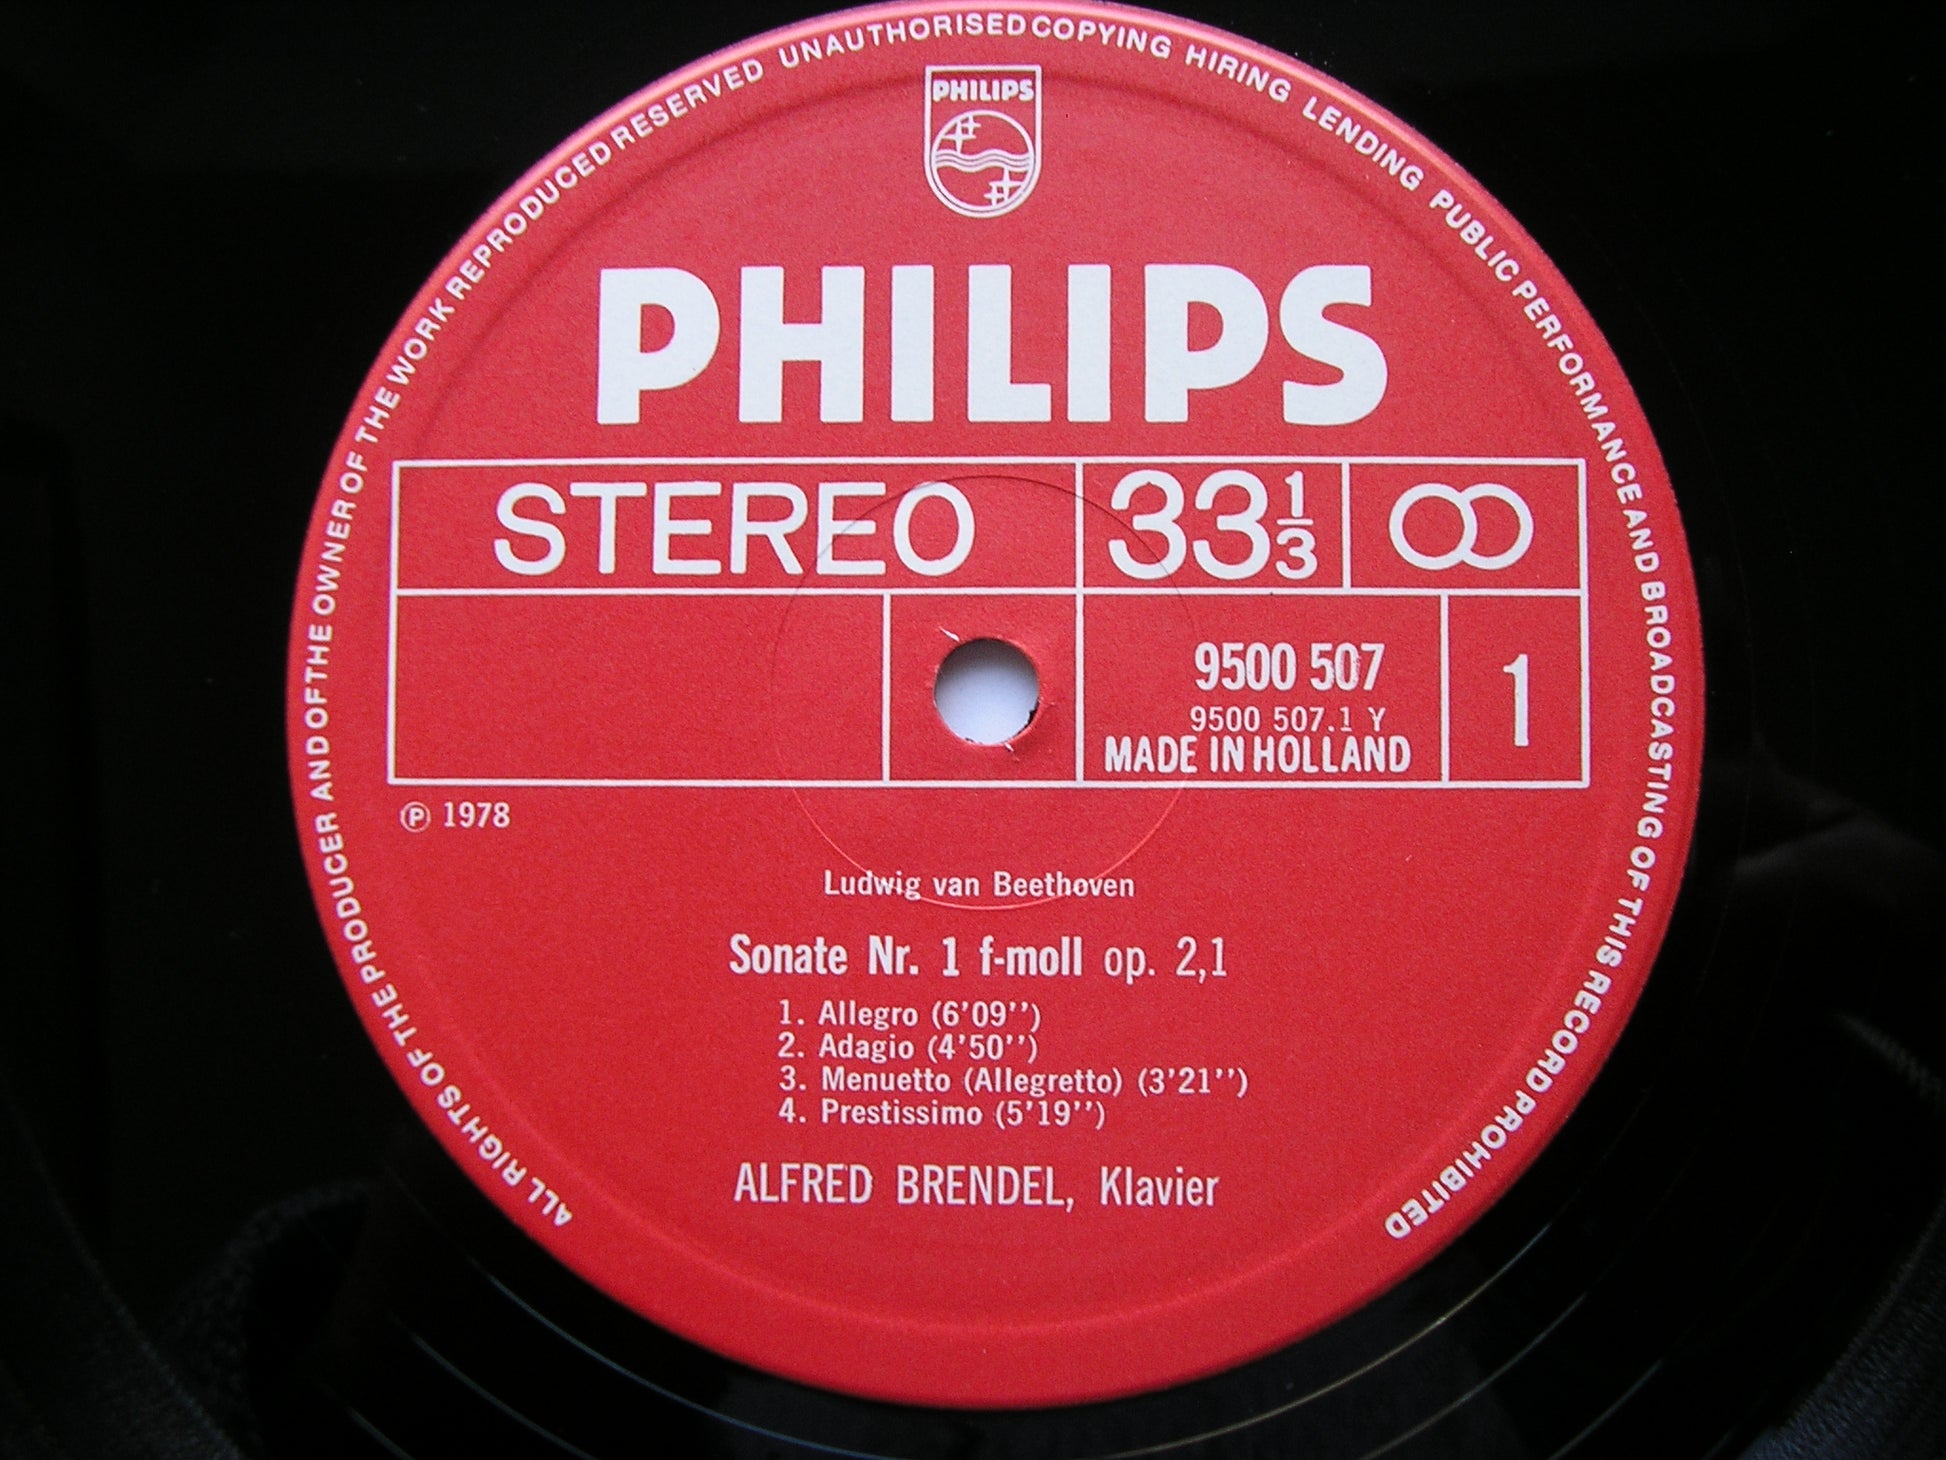 ALL RIGHTS OF THE PRODUCER AND OF THE OWNER OF THE WORK REPRODUCED RESERVED UNAUTHORISED COPYING HIRING LENDING PUBLIC PERFORMANCE AND BROADCASTING OF THIS RECORD PROHIBITED
PHILIPS
PHILIPS
STEREO 33 1/3
9500 507 1
9500 507.1 Y
MADE IN HOLLAND
Ⓟ 1978
Ludwig van Beethoven
Sonate Nr. 1 f-moll op. 2,1
1. Allegro (6'09'')
2. Adagio (4'50'')
3. Menuetto (Allegretto) (3'21'')
4. Prestissimo (5'19'')
ALFRED BRENDEL, Klavier